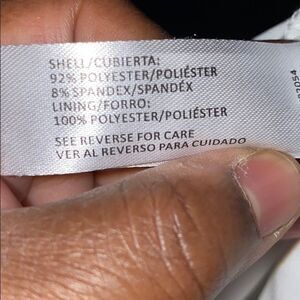 SHELL/CUBIERTA:
92% POLYESTER/POLIÉSTER
8% SPANDEX/SPANDÉX
LINING/FORRO:
100% POLYESTER/POLIÉSTER
SEE REVERSE FOR CARE
VER AL REVERSO PARA CUIDADO